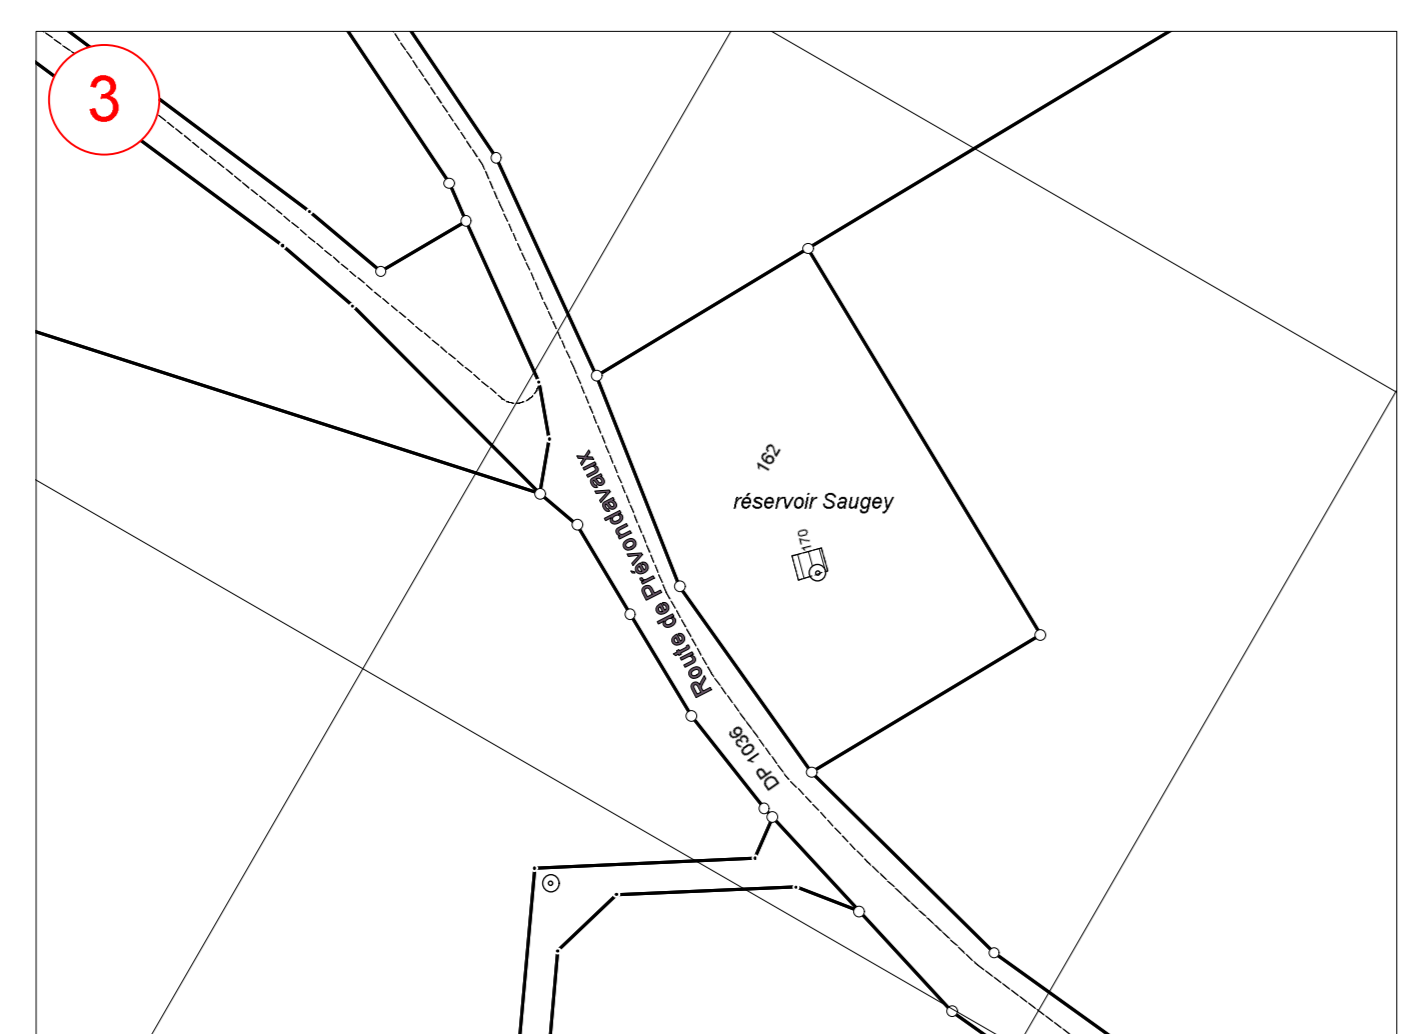 3
162
réservoir Saugey
170
Route de Prévondavaux
DP 1036